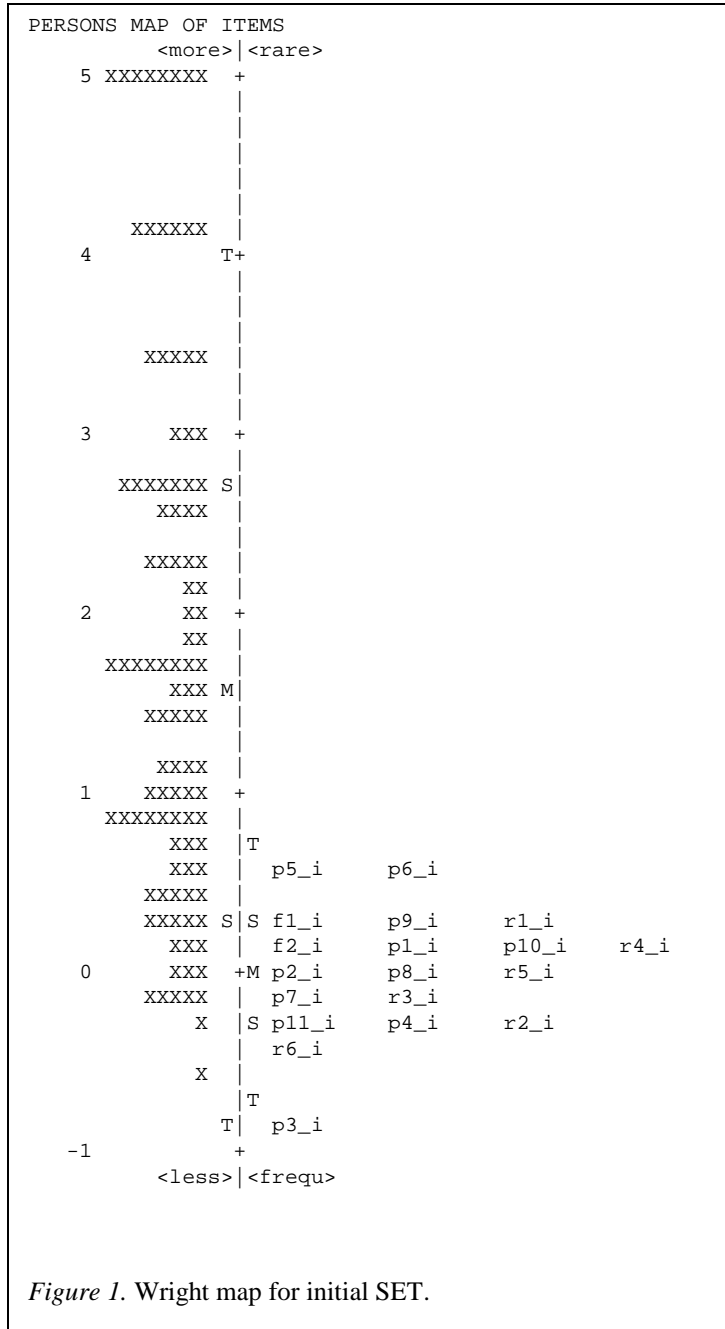 PERSONS MAP OF ITEMS
          <more>|<rare>
    5 XXXXXXXX  +
                |
                |
                |
                |
                |
       XXXXXX   |
    4          T+
                |
                |
                |
        XXXXX   |
                |
                |
    3     XXX   +
                |
      XXXXXXX  S|
         XXXX   |
                |
        XXXXX   |
           XX   |
    2      XX   +
           XX   |
     XXXXXXXX   |
          XXX  M|
        XXXXX   |
                |
         XXXX   |
    1   XXXXX   +
     XXXXXXXX   |
          XXX   |T
          XXX   |  p5_i     p6_i
        XXXXX   |
        XXXXX  S|S f1_i     p9_i     r1_i
          XXX   |  f2_i     p1_i     p10_i    r4_i
    0     XXX   +M p2_i     p8_i     r5_i
        XXXXX   |  p7_i     r3_i
            X   |S p11_i    p4_i     r2_i
                |  r6_i
            X   |
                |T
               T|  p3_i
   -1           +
          <less>|<frequ>
Figure 1. Wright map for initial SET.